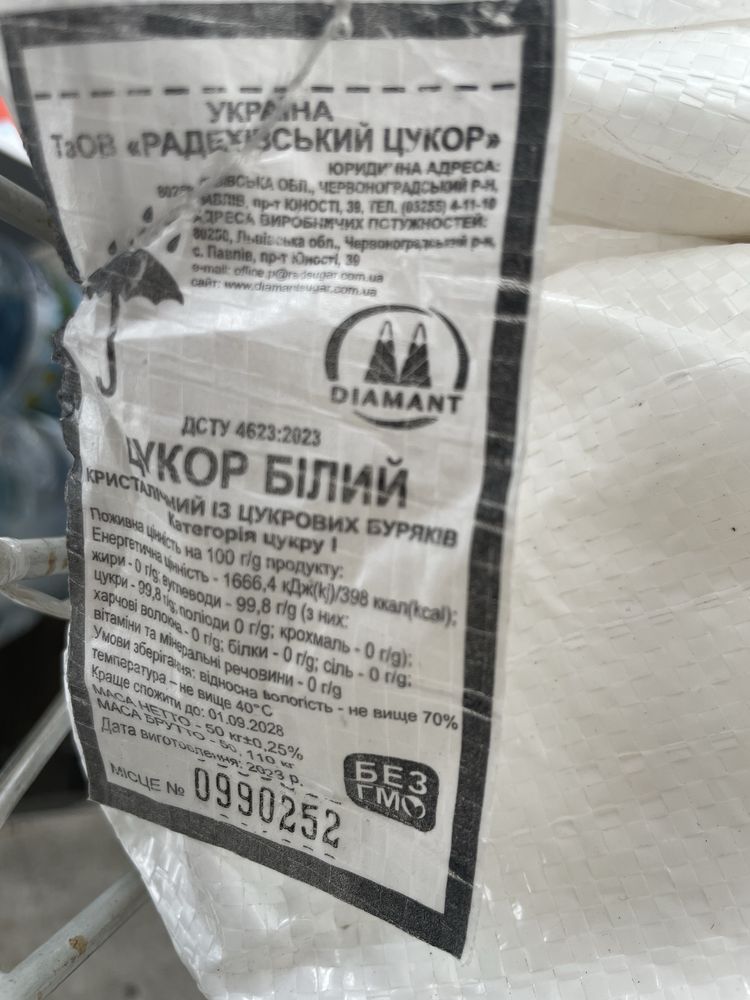 УКРАЇНА
ТзОВ «РАДЕХІВСЬКИЙ ЦУКОР»
ЮРИДИЧНА АДРЕСА:
ОБЛ., ЧЕРВОНОГРАДСЬКИЙ Р-Н,
пр-т ЮНОСТІ, 39, ТЕЛ. (03255) 4-11-10
АДРЕСА ВИРОБНИЧИХ ПОТУЖНОСТЕЙ:
80250, Львівська обл., Червоноградський р-н,
с. Павлів, пр-т Юності, 39
e-mail: office.p@radsugar.com.ua
сайт: www.diamantsugar.com.ua
DIAMANT
ДСТУ 4623:2023
ЦУКОР БІЛИЙ
КРИСТАЛІЧНИЙ ІЗ ЦУКРОВИХ БУРЯКІВ
Категорія цукру І
Поживна цінність на 100 г/g продукту:
Енергетична цінність - 1666,4 кДж(kj)/398 ккал(kcal);
жири - 0 г/g; вуглеводи - 99,8 г/g (з них:
цукри - 99,8 г/g; поліоди 0 г/g; крохмаль - 0 г/g);
харчові волокна - 0 г/g; білки - 0 г/g; сіль - 0 г/g;
вітаміни та мінеральні речовини - 0 г/g
Умови зберігання: відносна вологість - не вище 70%
температура – не вище 40°C
Краще спожити до: 01.09.2028
МАСА НЕТТО - 50 кг±0,25%
МАСА БРУТТО - 50, 110 кг
Дата виготовлення: 2023 р.
МІСЦЕ № 0990252
БЕЗ
ГМО